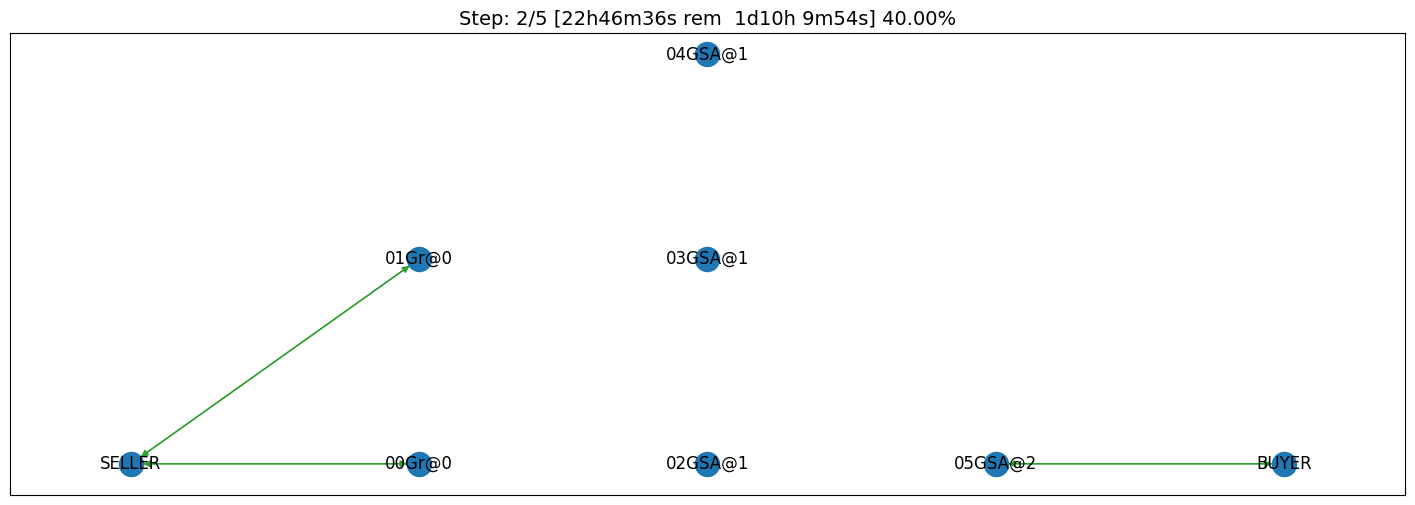 Step: 2/5 [22h46m36s rem  1d10h 9m54s] 40.00%
04GSA@1
01Gr@0
03GSA@1
SELLER
00Gr@0
02GSA@1
05GSA@2
BUYER